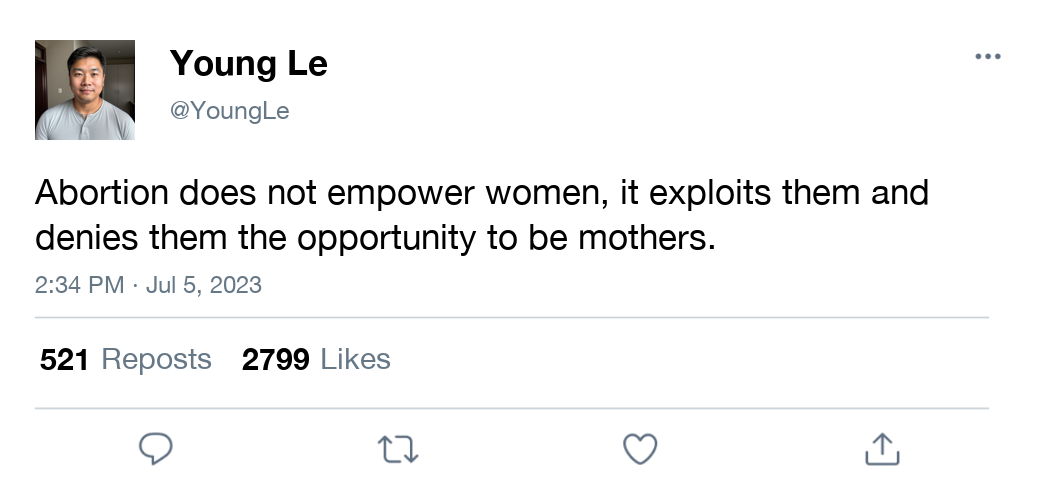 Young Le
@YoungLe
Abortion does not empower women, it exploits them and
denies them the opportunity to be mothers.
2:34 PM · Jul 5, 2023
521 Reposts 2799 Likes